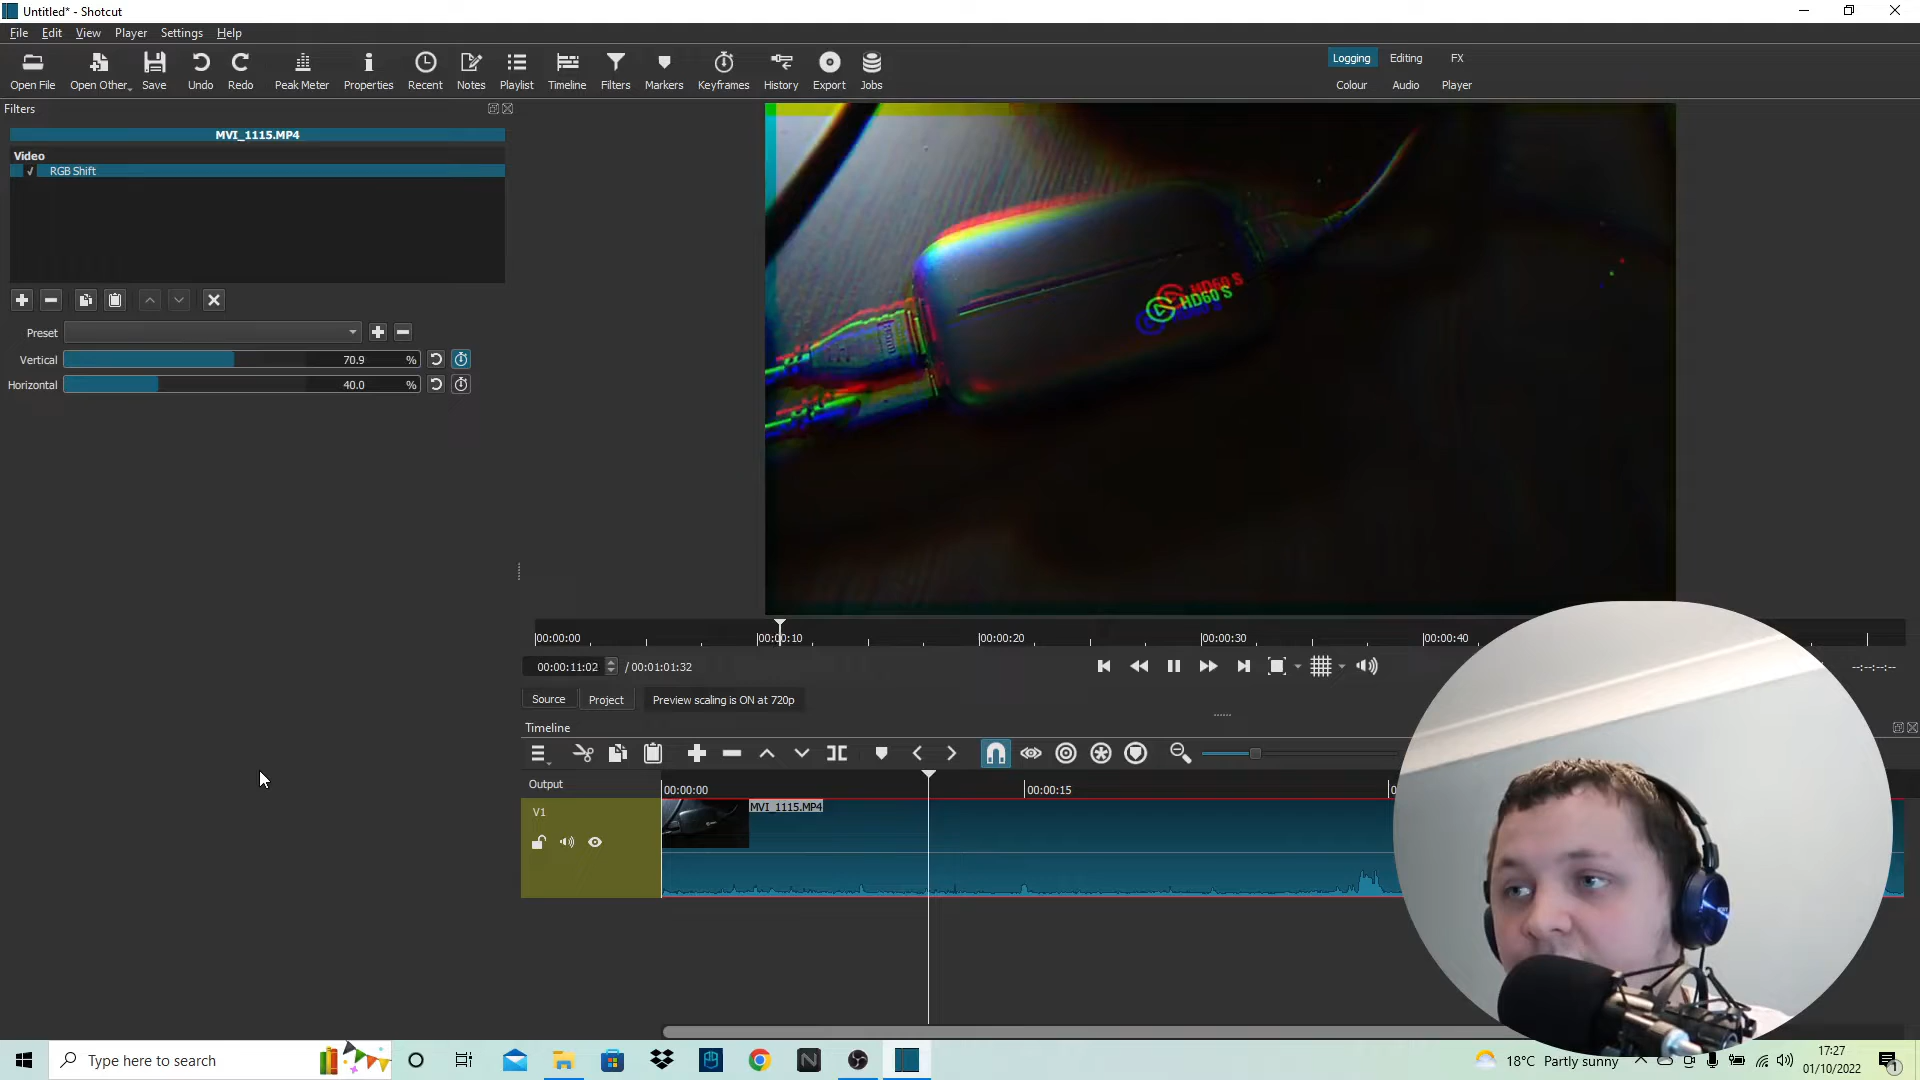 Untitled* - Shotcut
File Edit View Player Settings Help
Open File Open Other Save Undo Redo Peak Meter Properties Recent Notes Playlist Timeline Filters Markers Keyframes History Export Jobs
Logging Editing FX
Colour Audio Player
Filters
MVI_1115.MP4
Video
✓ RGB Shift
Preset
Vertical 70.9 %
Horizontal 40.0 %
HD60 S
HD60 S
00:00:00 00:00:10 00:00:20 00:00:30 00:00:40
00:00:11:02 / 00:01:01:32
--:--:--:--
Source Project Preview scaling is ON at 720p
Timeline
Output
00:00:00 00:00:15
V1
MVI_1115.MP4
Type here to search
18°C Partly sunny
17:27
01/10/2022
1